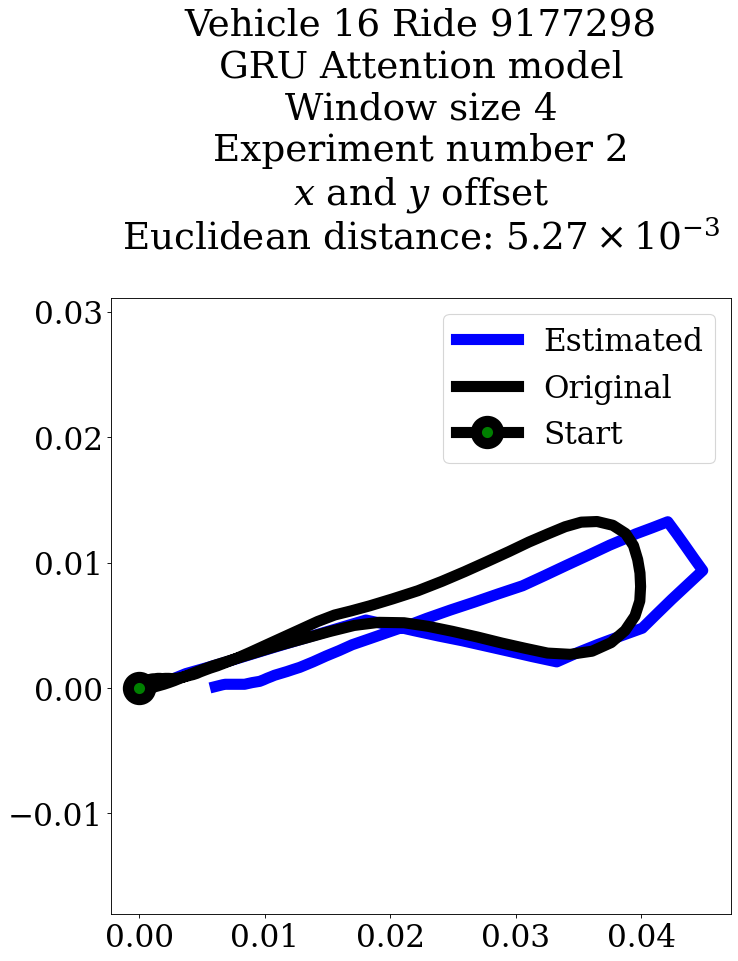 Vehicle 16 Ride 9177298
GRU Attention model
Window size 4
Experiment number 2
x and y offset
Euclidean distance: 5.27 × 10⁻³
0.03
Estimated
Original
Start
0.02
0.01
0.00
−0.01
0.00 0.01 0.02 0.03 0.04